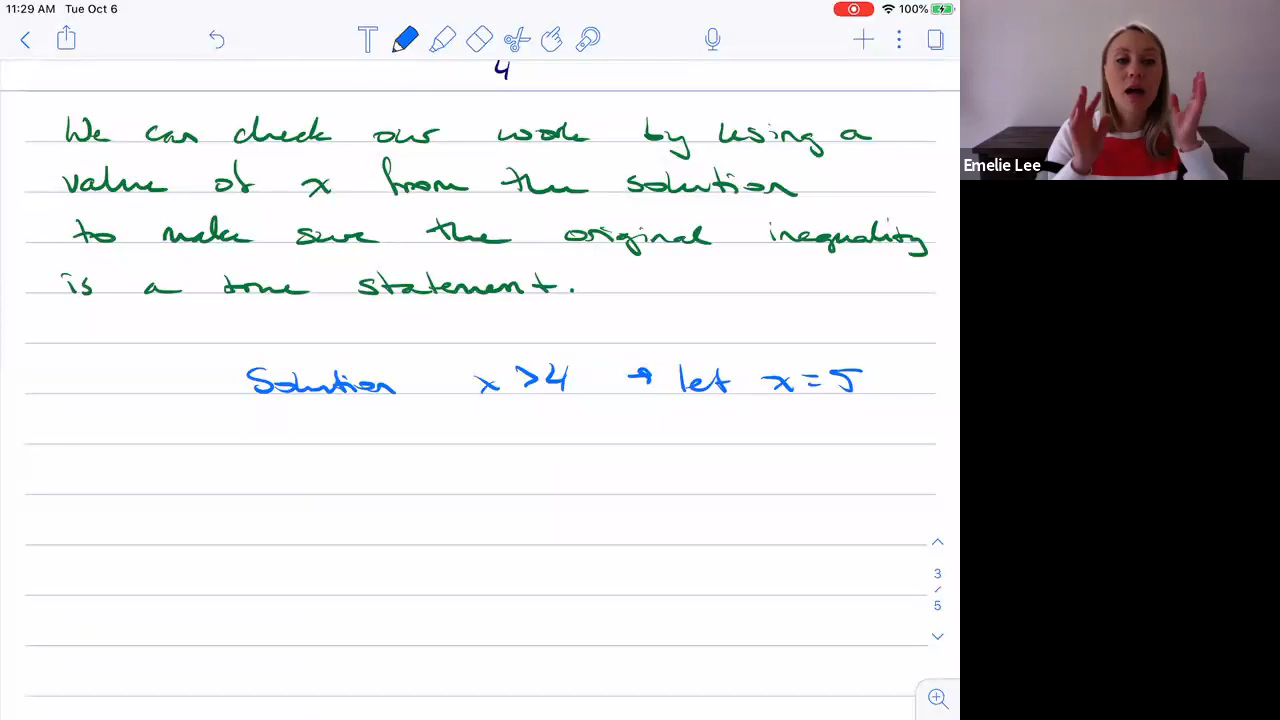 11:29 AM Tue Oct 6
100%
T
4
We can check our work by using a
value of x from the solution
to make sure the original inequality
is a true statement.
Solution x > 4 → let x = 5
Emelie Lee
3
/
5